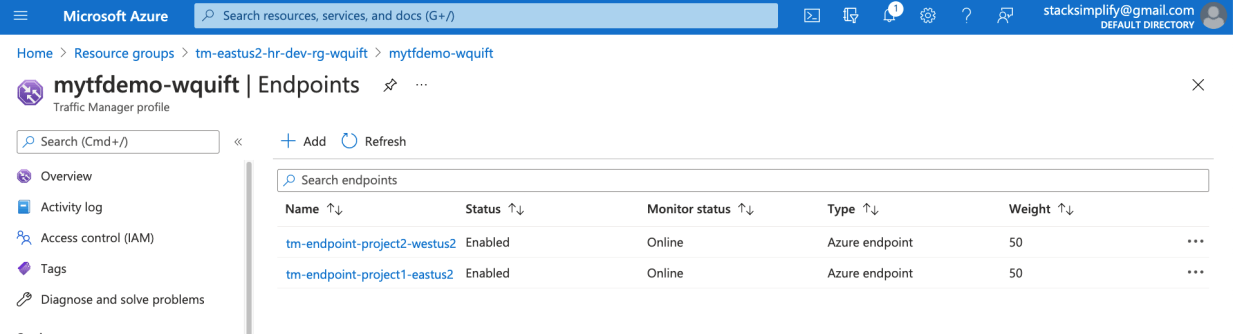 Microsoft Azure
Search resources, services, and docs (G+/)
1
stacksimplify@gmail.com
DEFAULT DIRECTORY
Home > Resource groups > tm-eastus2-hr-dev-rg-wquift > mytfdemo-wquift
mytfdemo-wquift | Endpoints
Traffic Manager profile
Search (Cmd+/)
Overview
Activity log
Access control (IAM)
Tags
Diagnose and solve problems
Add Refresh
Search endpoints
Name Status Monitor status Type Weight
tm-endpoint-project2-westus2 Enabled Online Azure endpoint 50
tm-endpoint-project1-eastus2 Enabled Online Azure endpoint 50